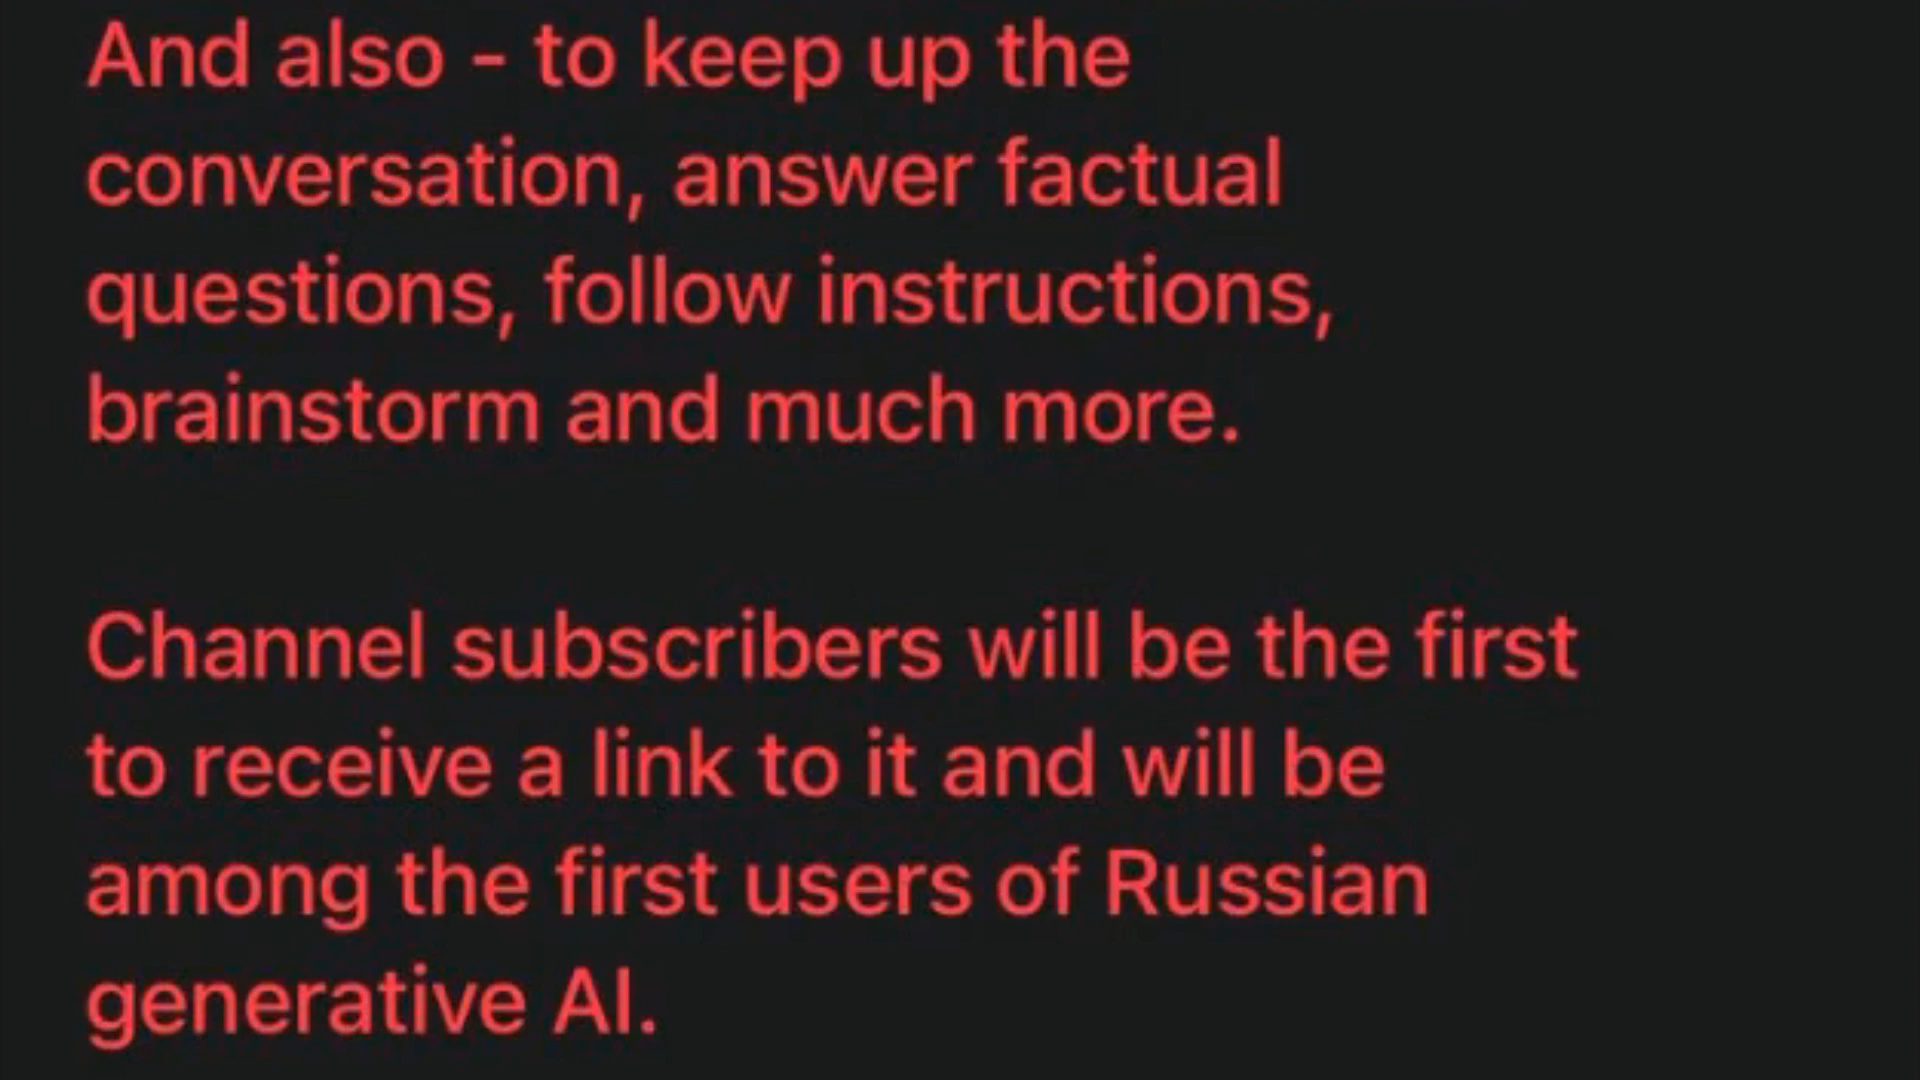 And also - to keep up the
conversation, answer factual
questions, follow instructions,
brainstorm and much more.
Channel subscribers will be the first
to receive a link to it and will be
among the first users of Russian
generative AI.